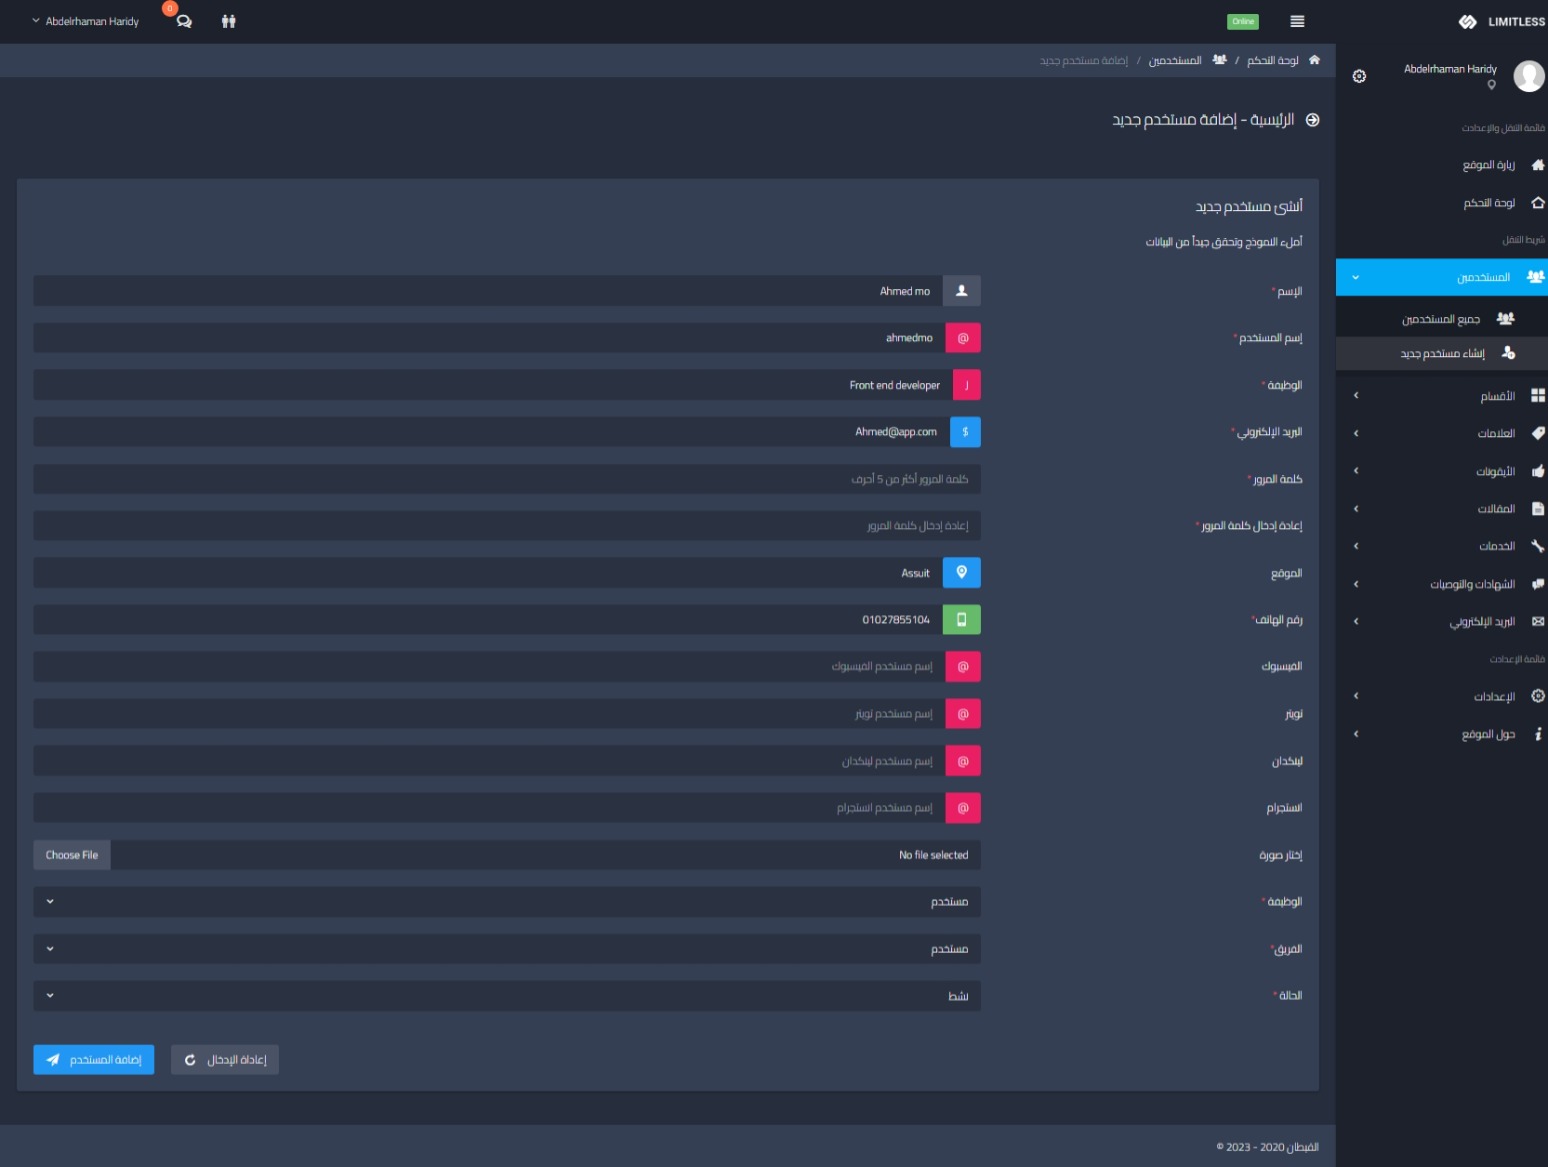 LIMITLESS
Online
0
Abdelrhaman Haridy
Abdelrhaman Haridy
قائمة التنقل والإعدادت
زيارة الموقع
لوحة التحكم
شريط التنقل
المستخدمين
جميع المستخدمين
إنشاء مستخدم جديد
الأقسام
العلامات
الأيقونات
المقالات
الخدمات
الشهادات والتوصيات
البريد الإلكتروني
قائمة الإعدادت
الإعدادات
حول الموقع
لوحة التحكم / المستخدمين / إضافة مستخدم جديد
الرئيسية - إضافة مستخدم جديد
أنشئ مستخدم جديد
أملء النموذج وتحقق جيداً من البيانات
الإسم *
Ahmed mo
إسم المستخدم *
@ ahmedmo
الوظيفة *
J Front end developer
البريد الإلكتروني *
$ Ahmed@app.com
كلمة المرور *
كلمة المرور أكثر من 5 أحرف
إعادة إدخال كلمة المرور *
إعادة إدخال كلمة المرور
الموقع
Assuit
رقم الهاتف*
01027855104
الفيسبوك
@ إسم مستخدم الفيسبوك
تويتر
@ إسم مستخدم تويتر
لينكدان
@ إسم مستخدم لينكدان
انستجرام
@ إسم مستخدم انستجرام
إختار صورة
No file selected
Choose File
الوظيفة *
مستخدم
الفريق*
مستخدم
الحالة *
نشط
إعاداة الإدخال
إضافة المستخدم
القبطان 2020 - 2023 ©